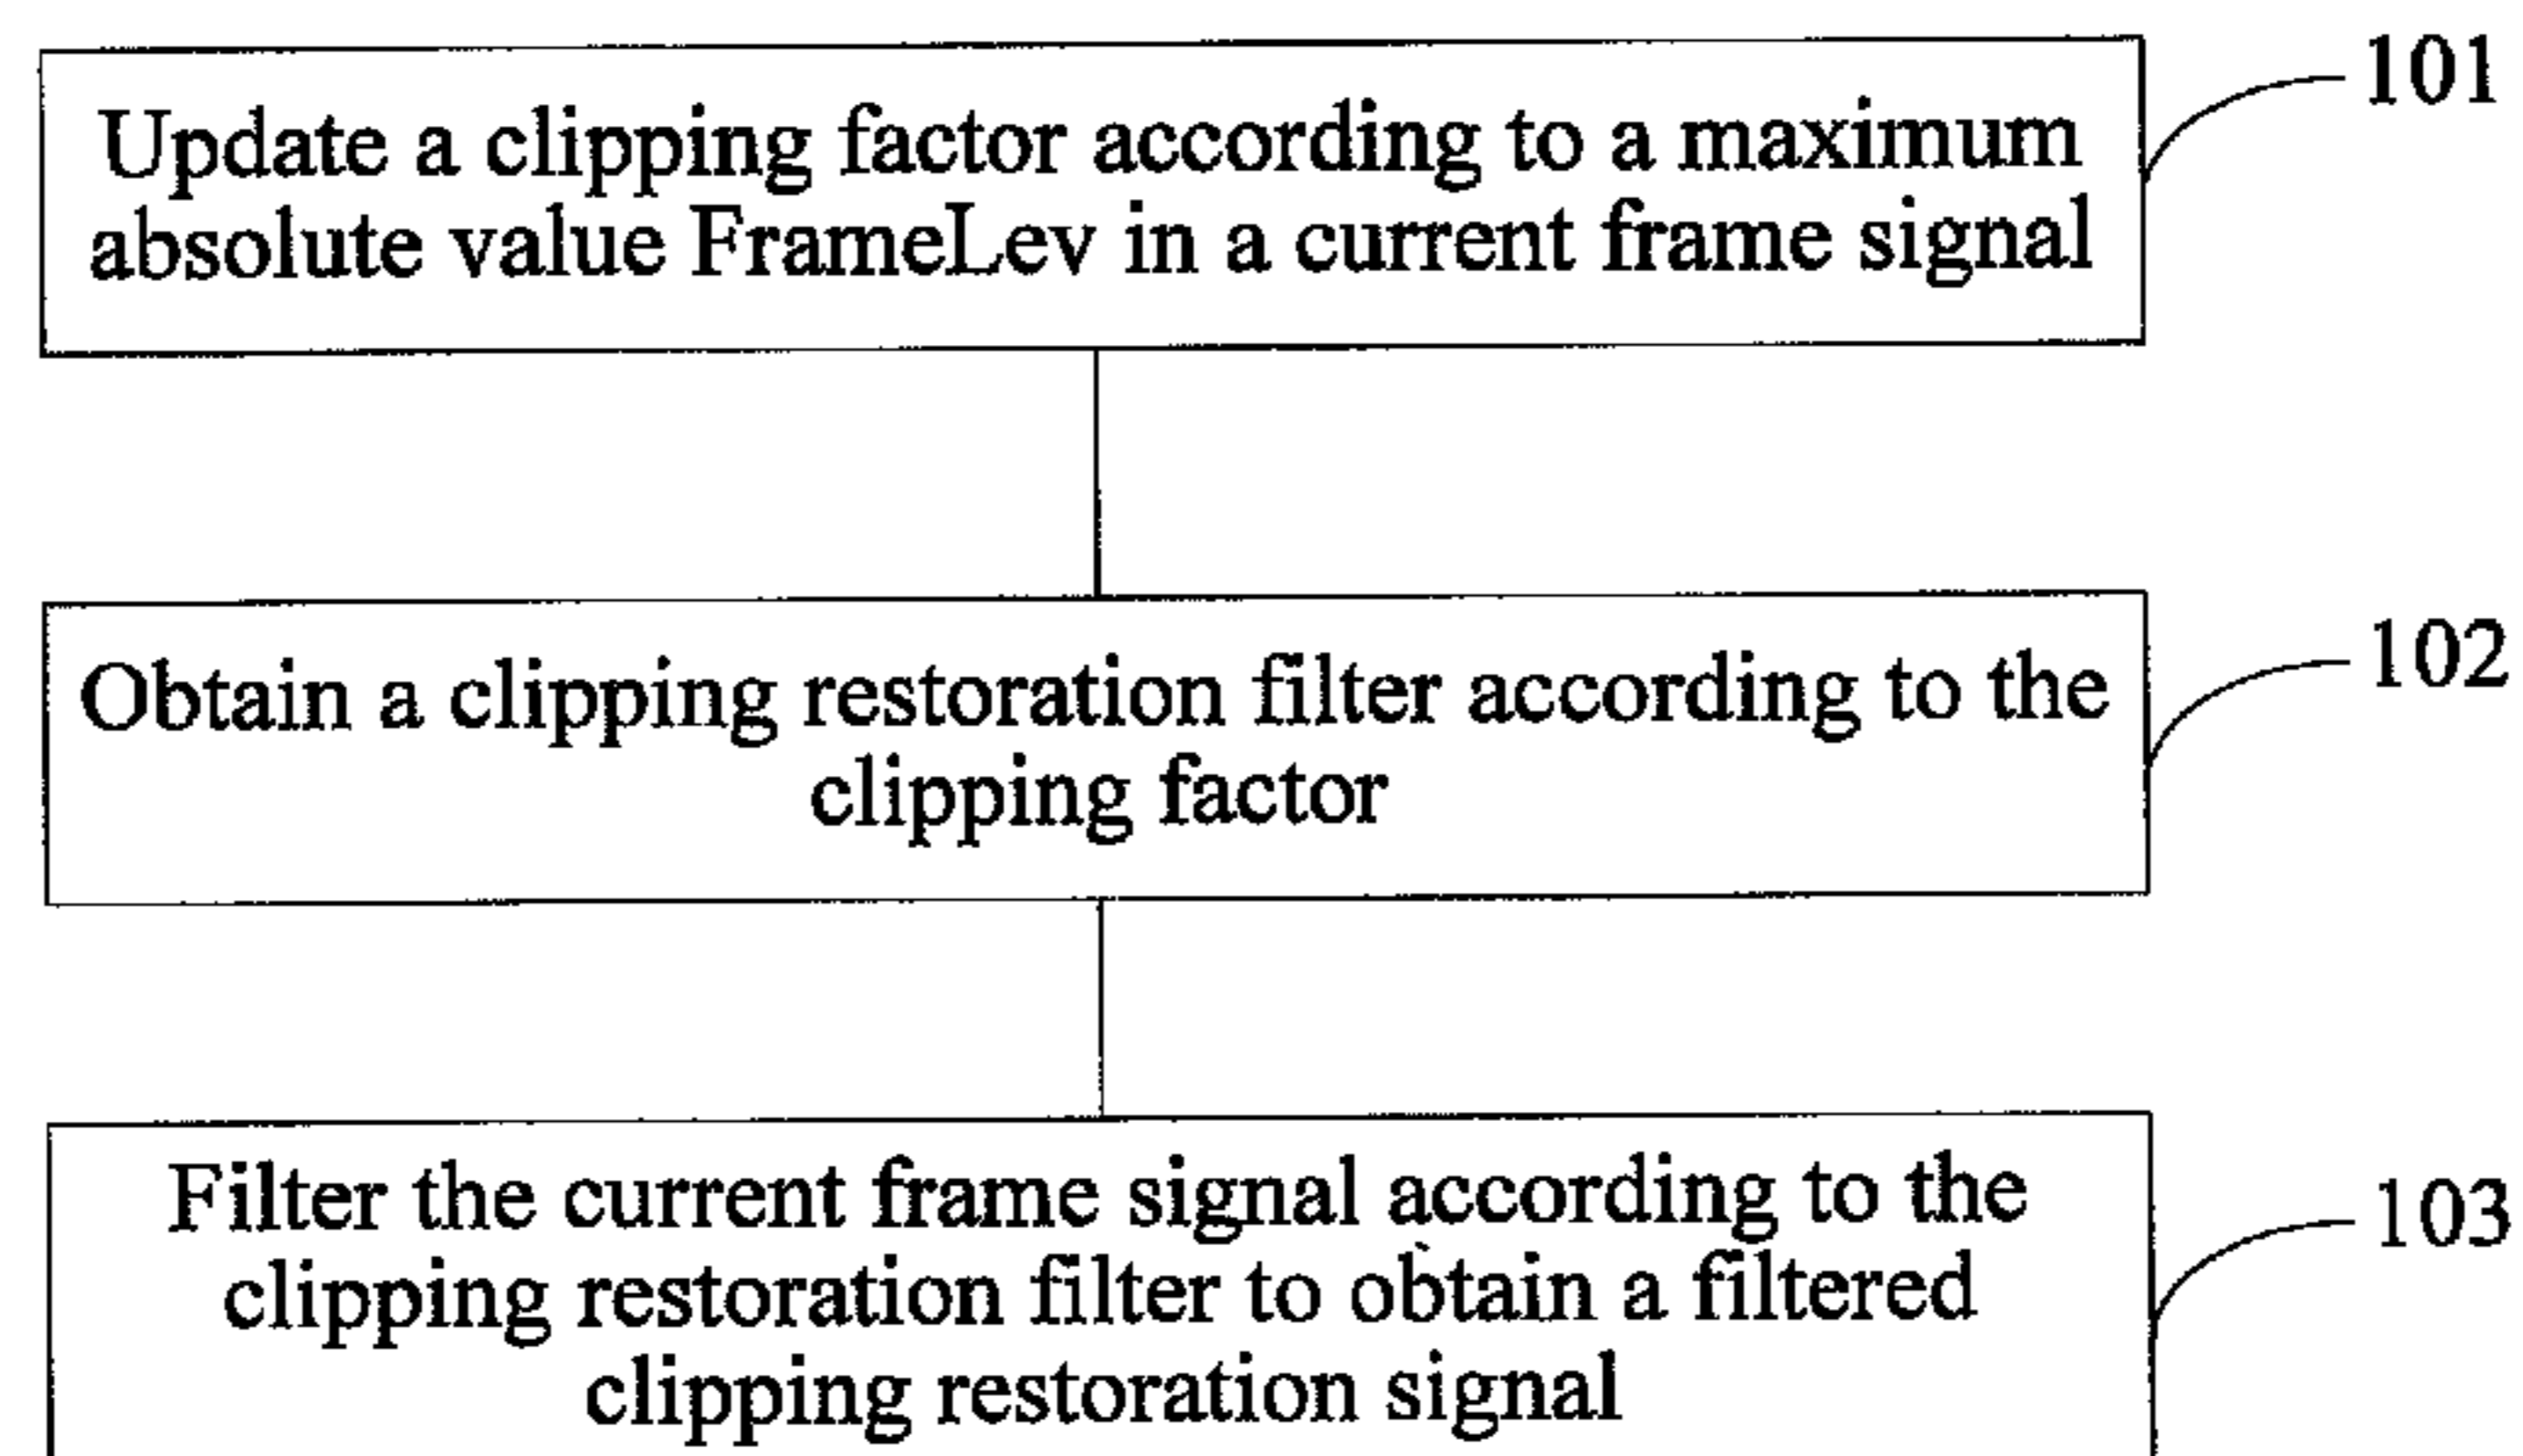 Update a clipping factor according to a maximum
absolute value FrameLev in a current frame signal
101
Obtain a clipping restoration filter according to the
clipping factor
102
Filter the current frame signal according to the
clipping restoration filter to obtain a filtered
clipping restoration signal
103